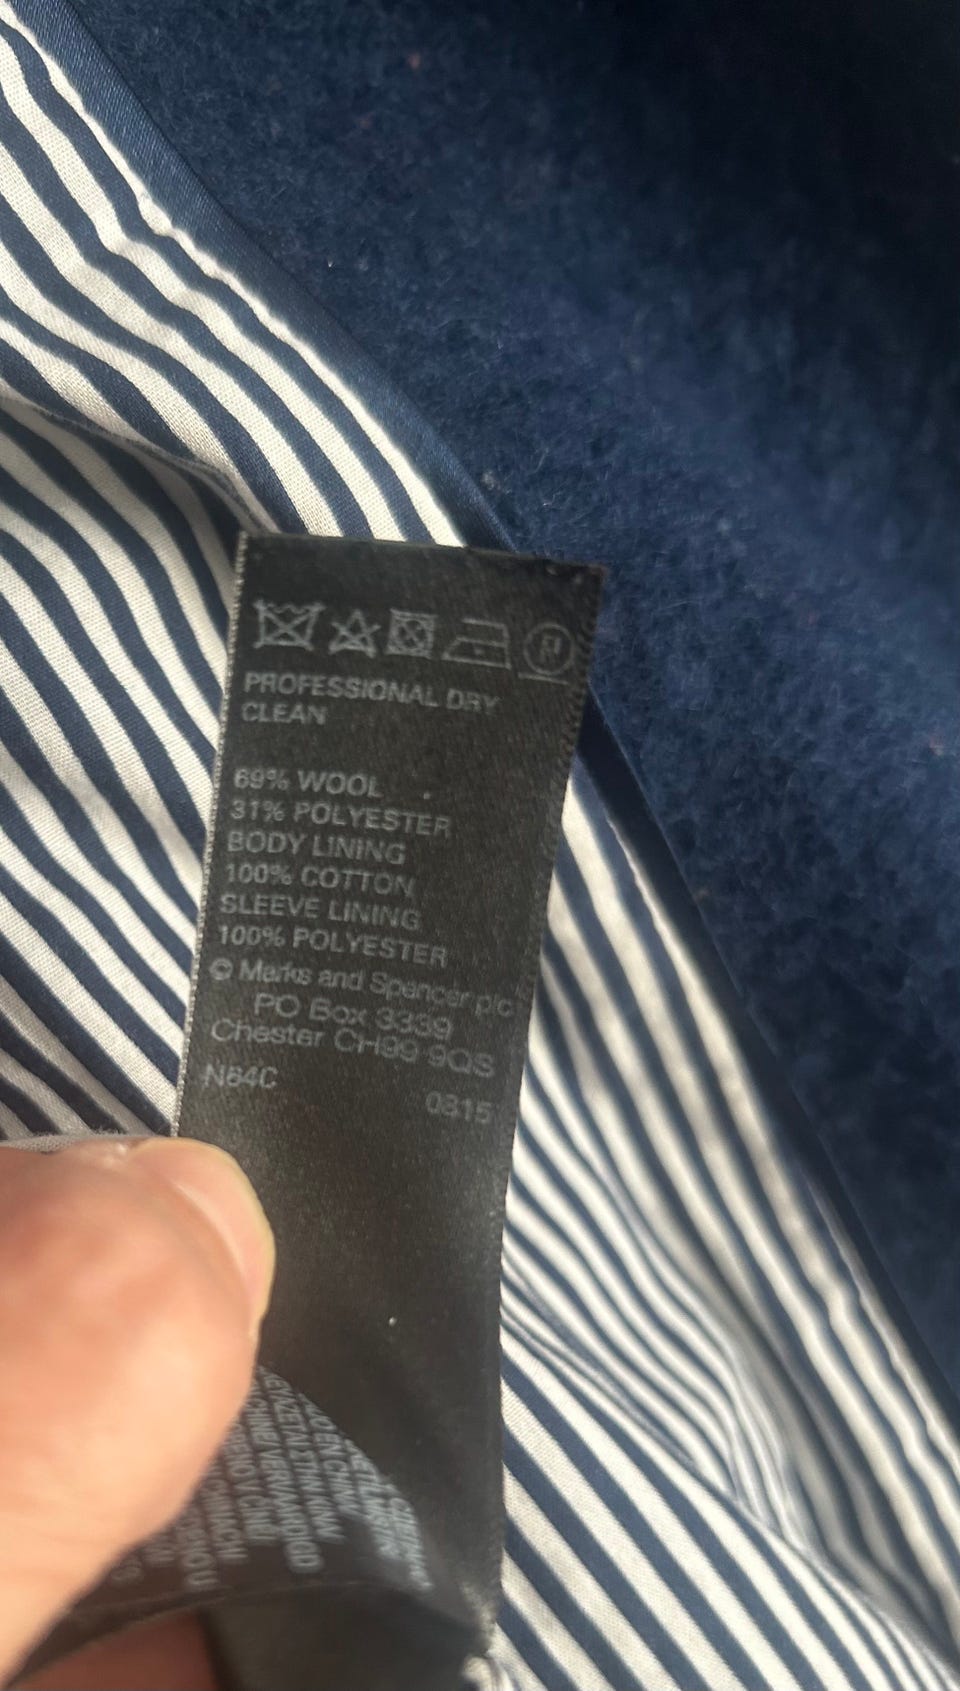 PROFESSIONAL DRY
CLEAN
69% WOOL
31% POLYESTER
BODY LINING
100% COTTON
SLEEVE LINING
100% POLYESTER
© Marks and Spencer plc
PO Box 3339
Chester CH99 9QS
N64C
0815